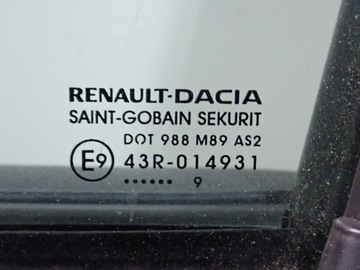 RENAULT-DACIA
SAINT-GOBAIN SEKURIT
DOT 988 M89 AS2
E9 43R-014931
...... 9